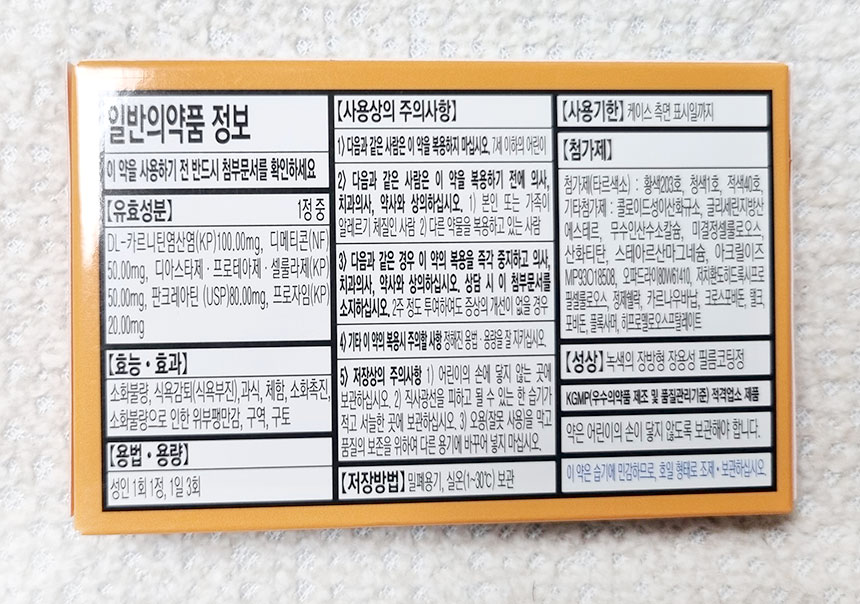 일반의약품 정보
이 약을 사용하기 전 반드시 첨부문서를 확인하세요
【유효성분】 1정 중
DL-카르니틴염산염(KP)100.00mg, 디메티콘(NF)
50.00mg, 디아스타제·프로테아제·셀룰라제(KP)
50.00mg, 판크레아틴 (USP)80.00mg, 프로자임(KP)
20.00mg
【효능·효과】
소화불량, 식욕감퇴(식욕부진),과식, 체함, 소화촉진,
소화불량으로 인한 위부팽만감, 구역, 구토
【용법·용량】
성인 1회 1정, 1일 3회
【사용상의 주의사항】
1) 다음과 같은 사람은 이 약을 복용하지 마십시오. 7세 이하의 어린이
2) 다음과 같은 사람은 이 약을 복용하기 전에 의사,
치과의사, 약사와 상의하십시오. 1) 본인 또는 가족이
알레르기 체질인 사람 2) 다른 약물을 복용하고 있는 사람
3) 다음과 같은 경우 이 약의 복용을 즉각 중지하고 의사,
치과의사, 약사와 상의하십시오. 상담 시 이 첨부문서를
소지하십시오. 2주 정도 투여하여도 증상의 개선이 없을 경우
4) 기타 이 약의 복용시 주의할 사항 정해진 용법·용량을 잘 지키십시오.
5) 저장상의 주의사항 1) 어린이의 손에 닿지 않는 곳에
보관하십시오. 2) 직사광선을 피하고 될 수 있는 한 습기가
적고 서늘한 곳에 보관하십시오. 3) 오용(잘못 사용)을 막고
품질의 보존을 위하여 다른 용기에 바꾸어 넣지 마십시오.
【저장방법】 밀폐용기, 실온(1~30℃) 보관
【사용기한】 케이스 측면 표시일까지
【첨가제】
첨가제(타르색소) : 황색203호, 청색1호, 적색40호,
기타첨가제 : 콜로이드성이산화규소, 글리세린지방산
에스테르, 무수인산수소칼슘, 미결정셀룰로오스,
산화티탄, 스테아르산마그네슘, 아크릴이즈
MP93O18508, 오파드라이80W61410, 저치환도히드록시프로
필셀룰로오스, 정제쉘락, 카르나우바납, 크로스포비돈, 탤크,
포비돈, 폴록사머, 히프로멜로오스프탈레이트
【성상】 녹색의 장방형 장용성 필름코팅정
KGMP(우수의약품 제조 및 품질관리기준) 적격업소 제품
약은 어린이의 손이 닿지 않도록 보관해야 합니다.
이 약은 습기에 민감하므로, 호일 형태로 조제·보관하십시오.